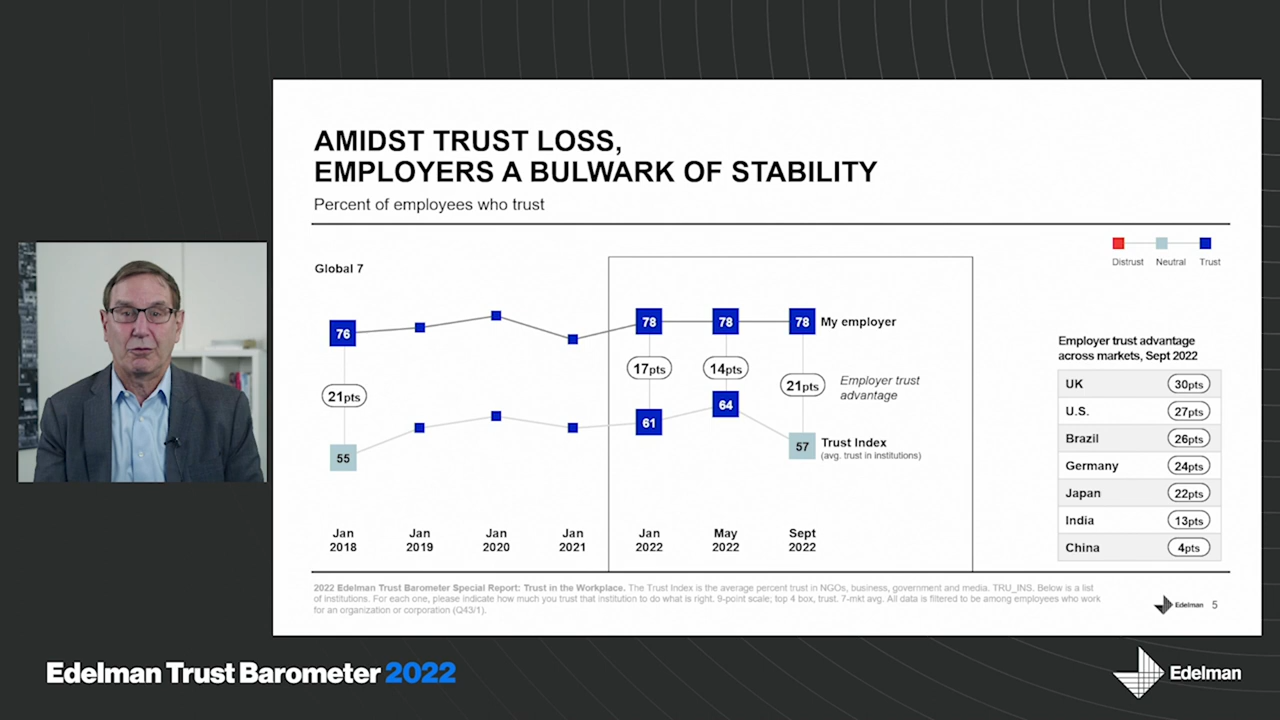 AMIDST TRUST LOSS,
EMPLOYERS A BULWARK OF STABILITY
Percent of employees who trust
Distrust Neutral Trust
Global 7
76
78 78 78 My employer
21pts
17pts 14pts 21pts
Employer trust
advantage
55
61 64 57
Trust Index
(avg. trust in institutions)
Jan
2018
Jan
2019
Jan
2020
Jan
2021
Jan
2022
May
2022
Sept
2022
Employer trust advantage
across markets, Sept 2022
UK 30pts
U.S. 27pts
Brazil 26pts
Germany 24pts
Japan 22pts
India 13pts
China 4pts
2022 Edelman Trust Barometer Special Report: Trust in the Workplace. The Trust Index is the average percent trust in NGOs, business, government and media. TRU_INS. Below is a list
of institutions. For each one, please indicate how much you trust that institution to do what is right. 9-point scale; top 4 box, trust. 7-mkt avg. All data is filtered to be among employees who work
for an organization or corporation (Q43/1).
Edelman 5
Edelman Trust Barometer 2022
Edelman